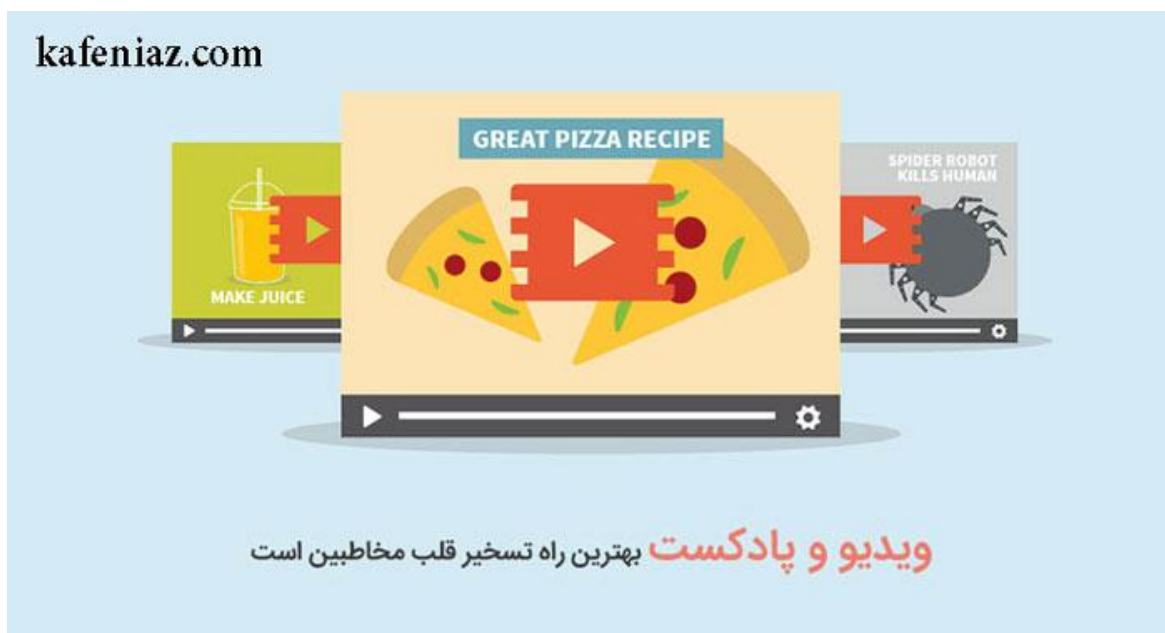 kafeniaz.com
GREAT PIZZA RECIPE
SPIDER ROBOT
KILLS HUMAN
MAKE JUICE
ویدیو و پادکست بهترین راه تسخیر قلب مخاطبین است